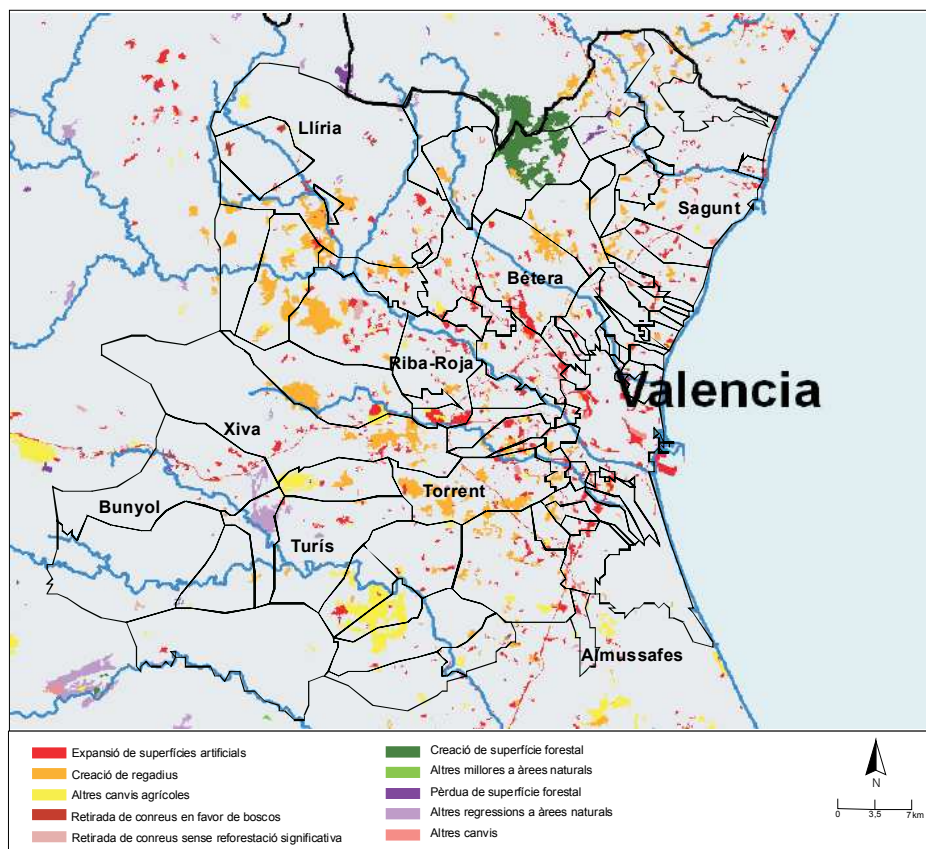 Llíria
Sagunt
Bétera
Riba-Roja
Valencia
Xiva
Torrent
Bunyol
Turís
Almussafes
Expansió de superfícies artificials
Creació de regadius
Altres canvis agrícoles
Retirada de conreus en favor de boscos
Retirada de conreus sense reforestació significativa
Creació de superfície forestal
Altres millores a àrees naturals
Pèrdua de superfície forestal
Altres regressions a àrees naturals
Altres canvis
N
0 3,5 7km